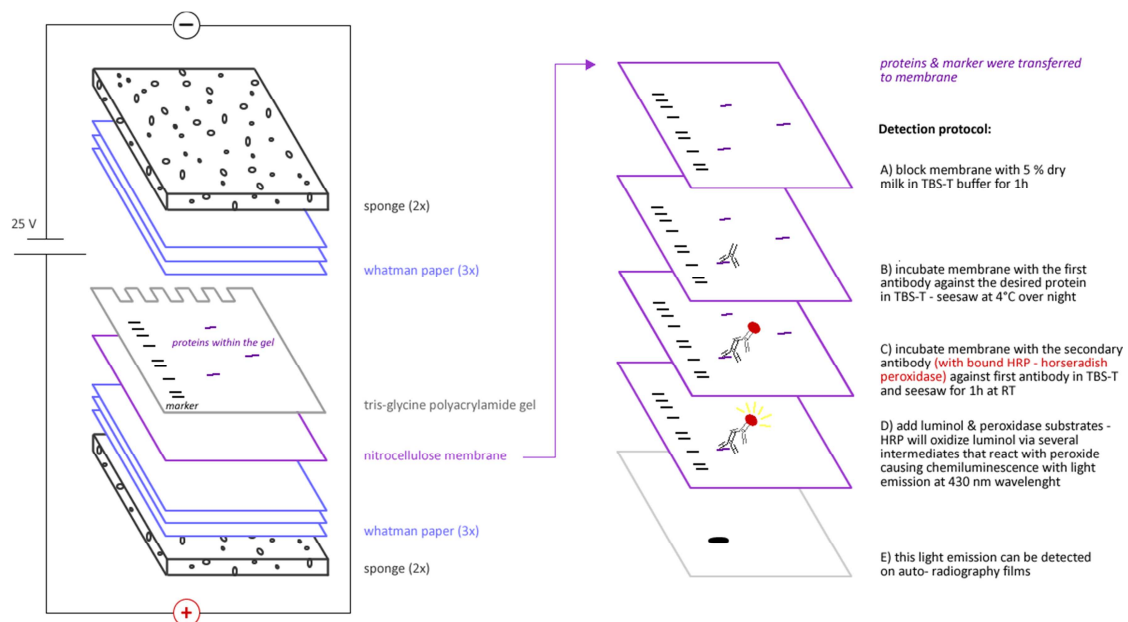 −
25 V
sponge (2x)
whatman paper (3x)
proteins within the gel
marker
tris-glycine polyacrylamide gel
nitrocellulose membrane
whatman paper (3x)
sponge (2x)
+
proteins & marker were transferred
to membrane
Detection protocol:
A) block membrane with 5 % dry
milk in TBS-T buffer for 1h
B) incubate membrane with the first
antibody against the desired protein
in TBS-T - seesaw at 4°C over night
C) incubate membrane with the secondary
antibody (with bound HRP - horseradish
peroxidase) against first antibody in TBS-T
and seesaw for 1h at RT
D) add luminol & peroxidase substrates -
HRP will oxidize luminol via several
intermediates that react with peroxide
causing chemiluminescence with light
emission at 430 nm wavelenght
E) this light emission can be detected
on auto- radiography films